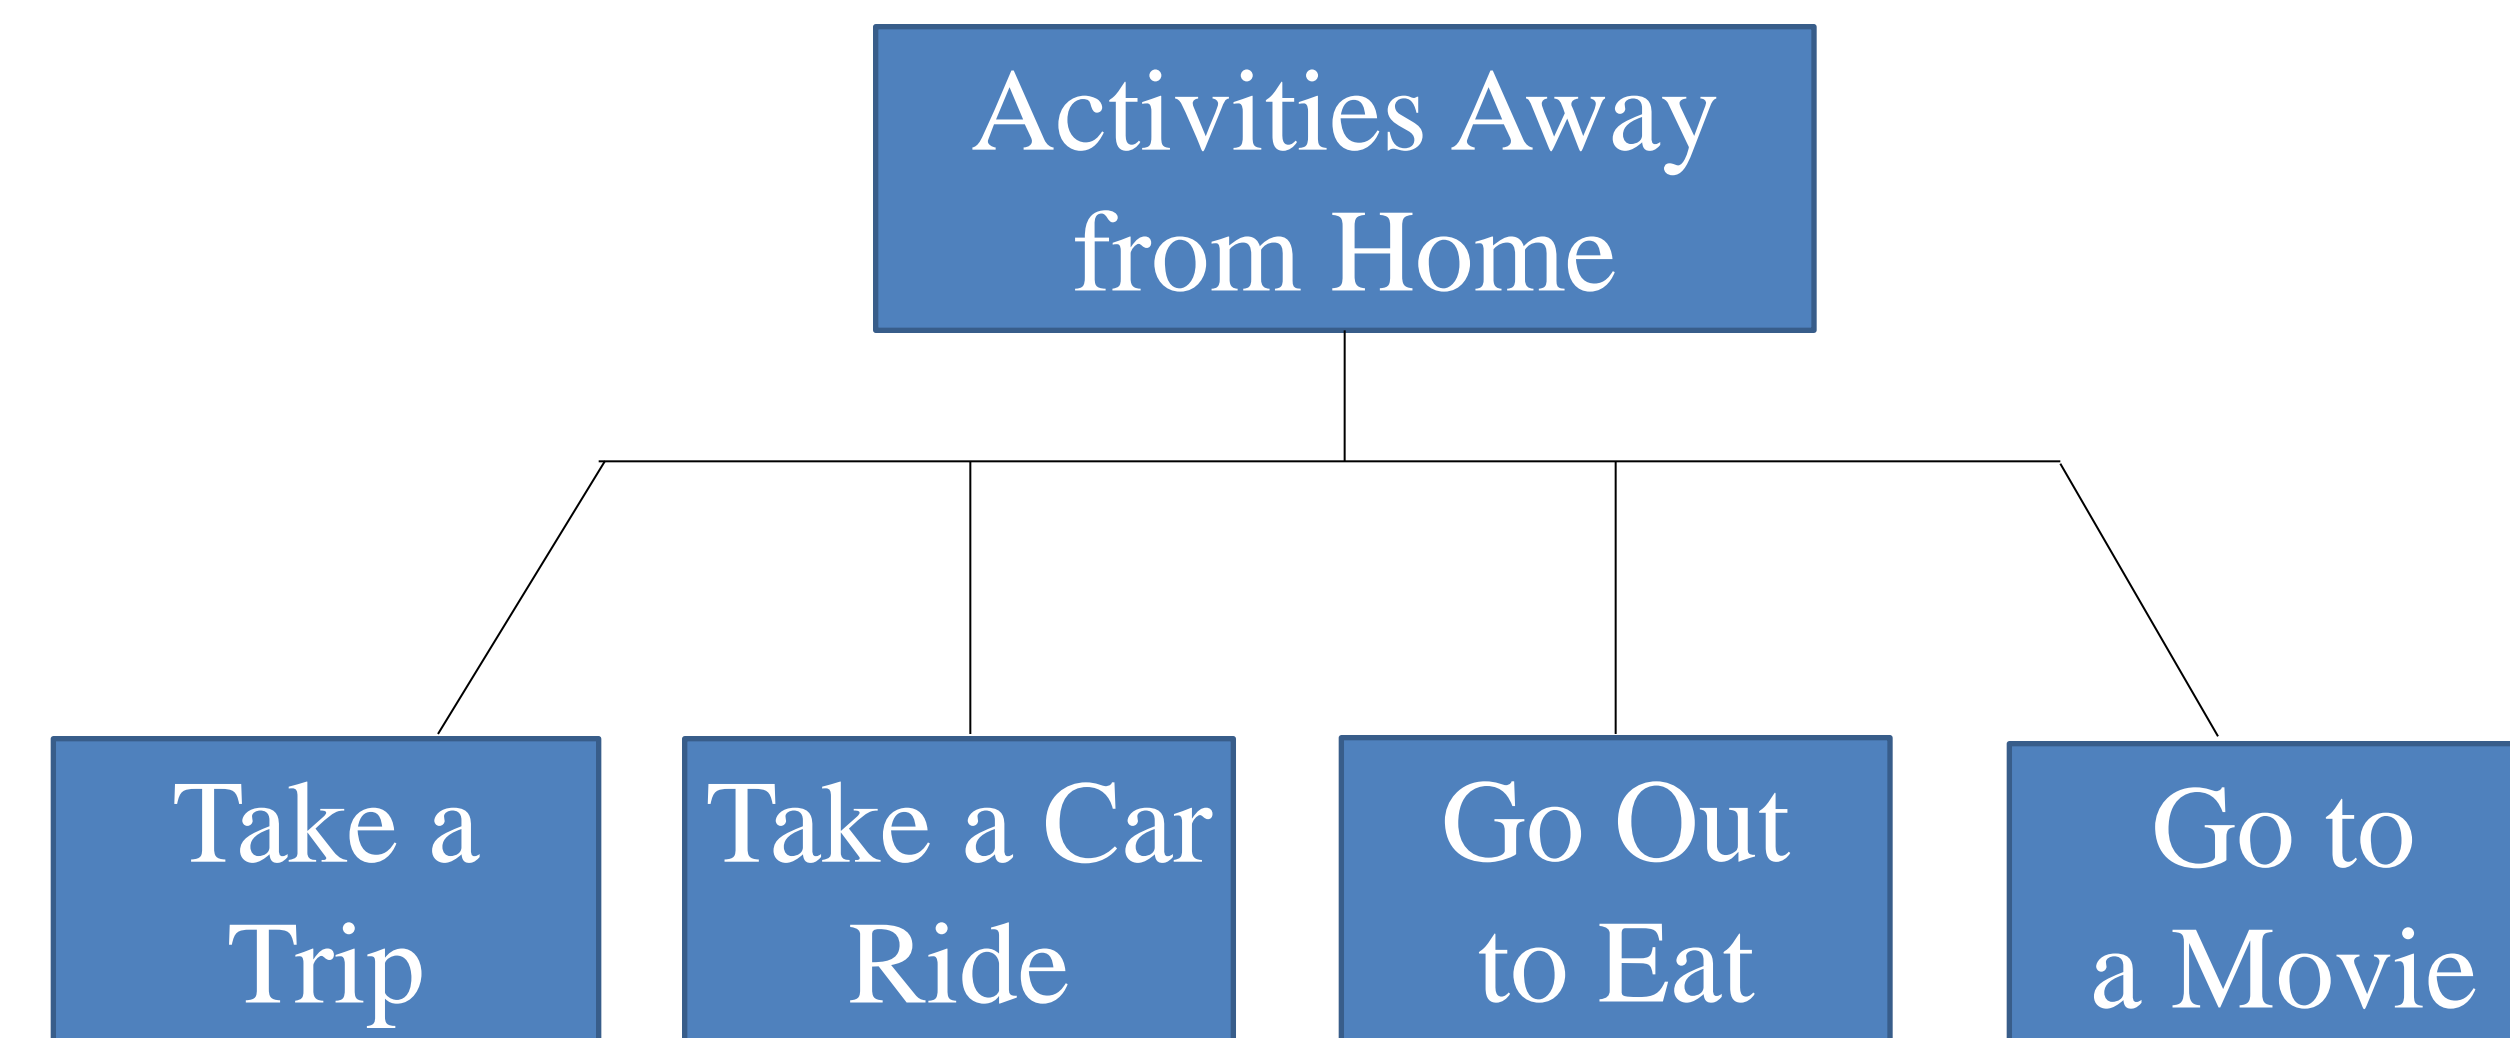 Activities Away
from Home
Take a
Trip
Take a Car
Ride
Go Out
to Eat
Go to
a Movie